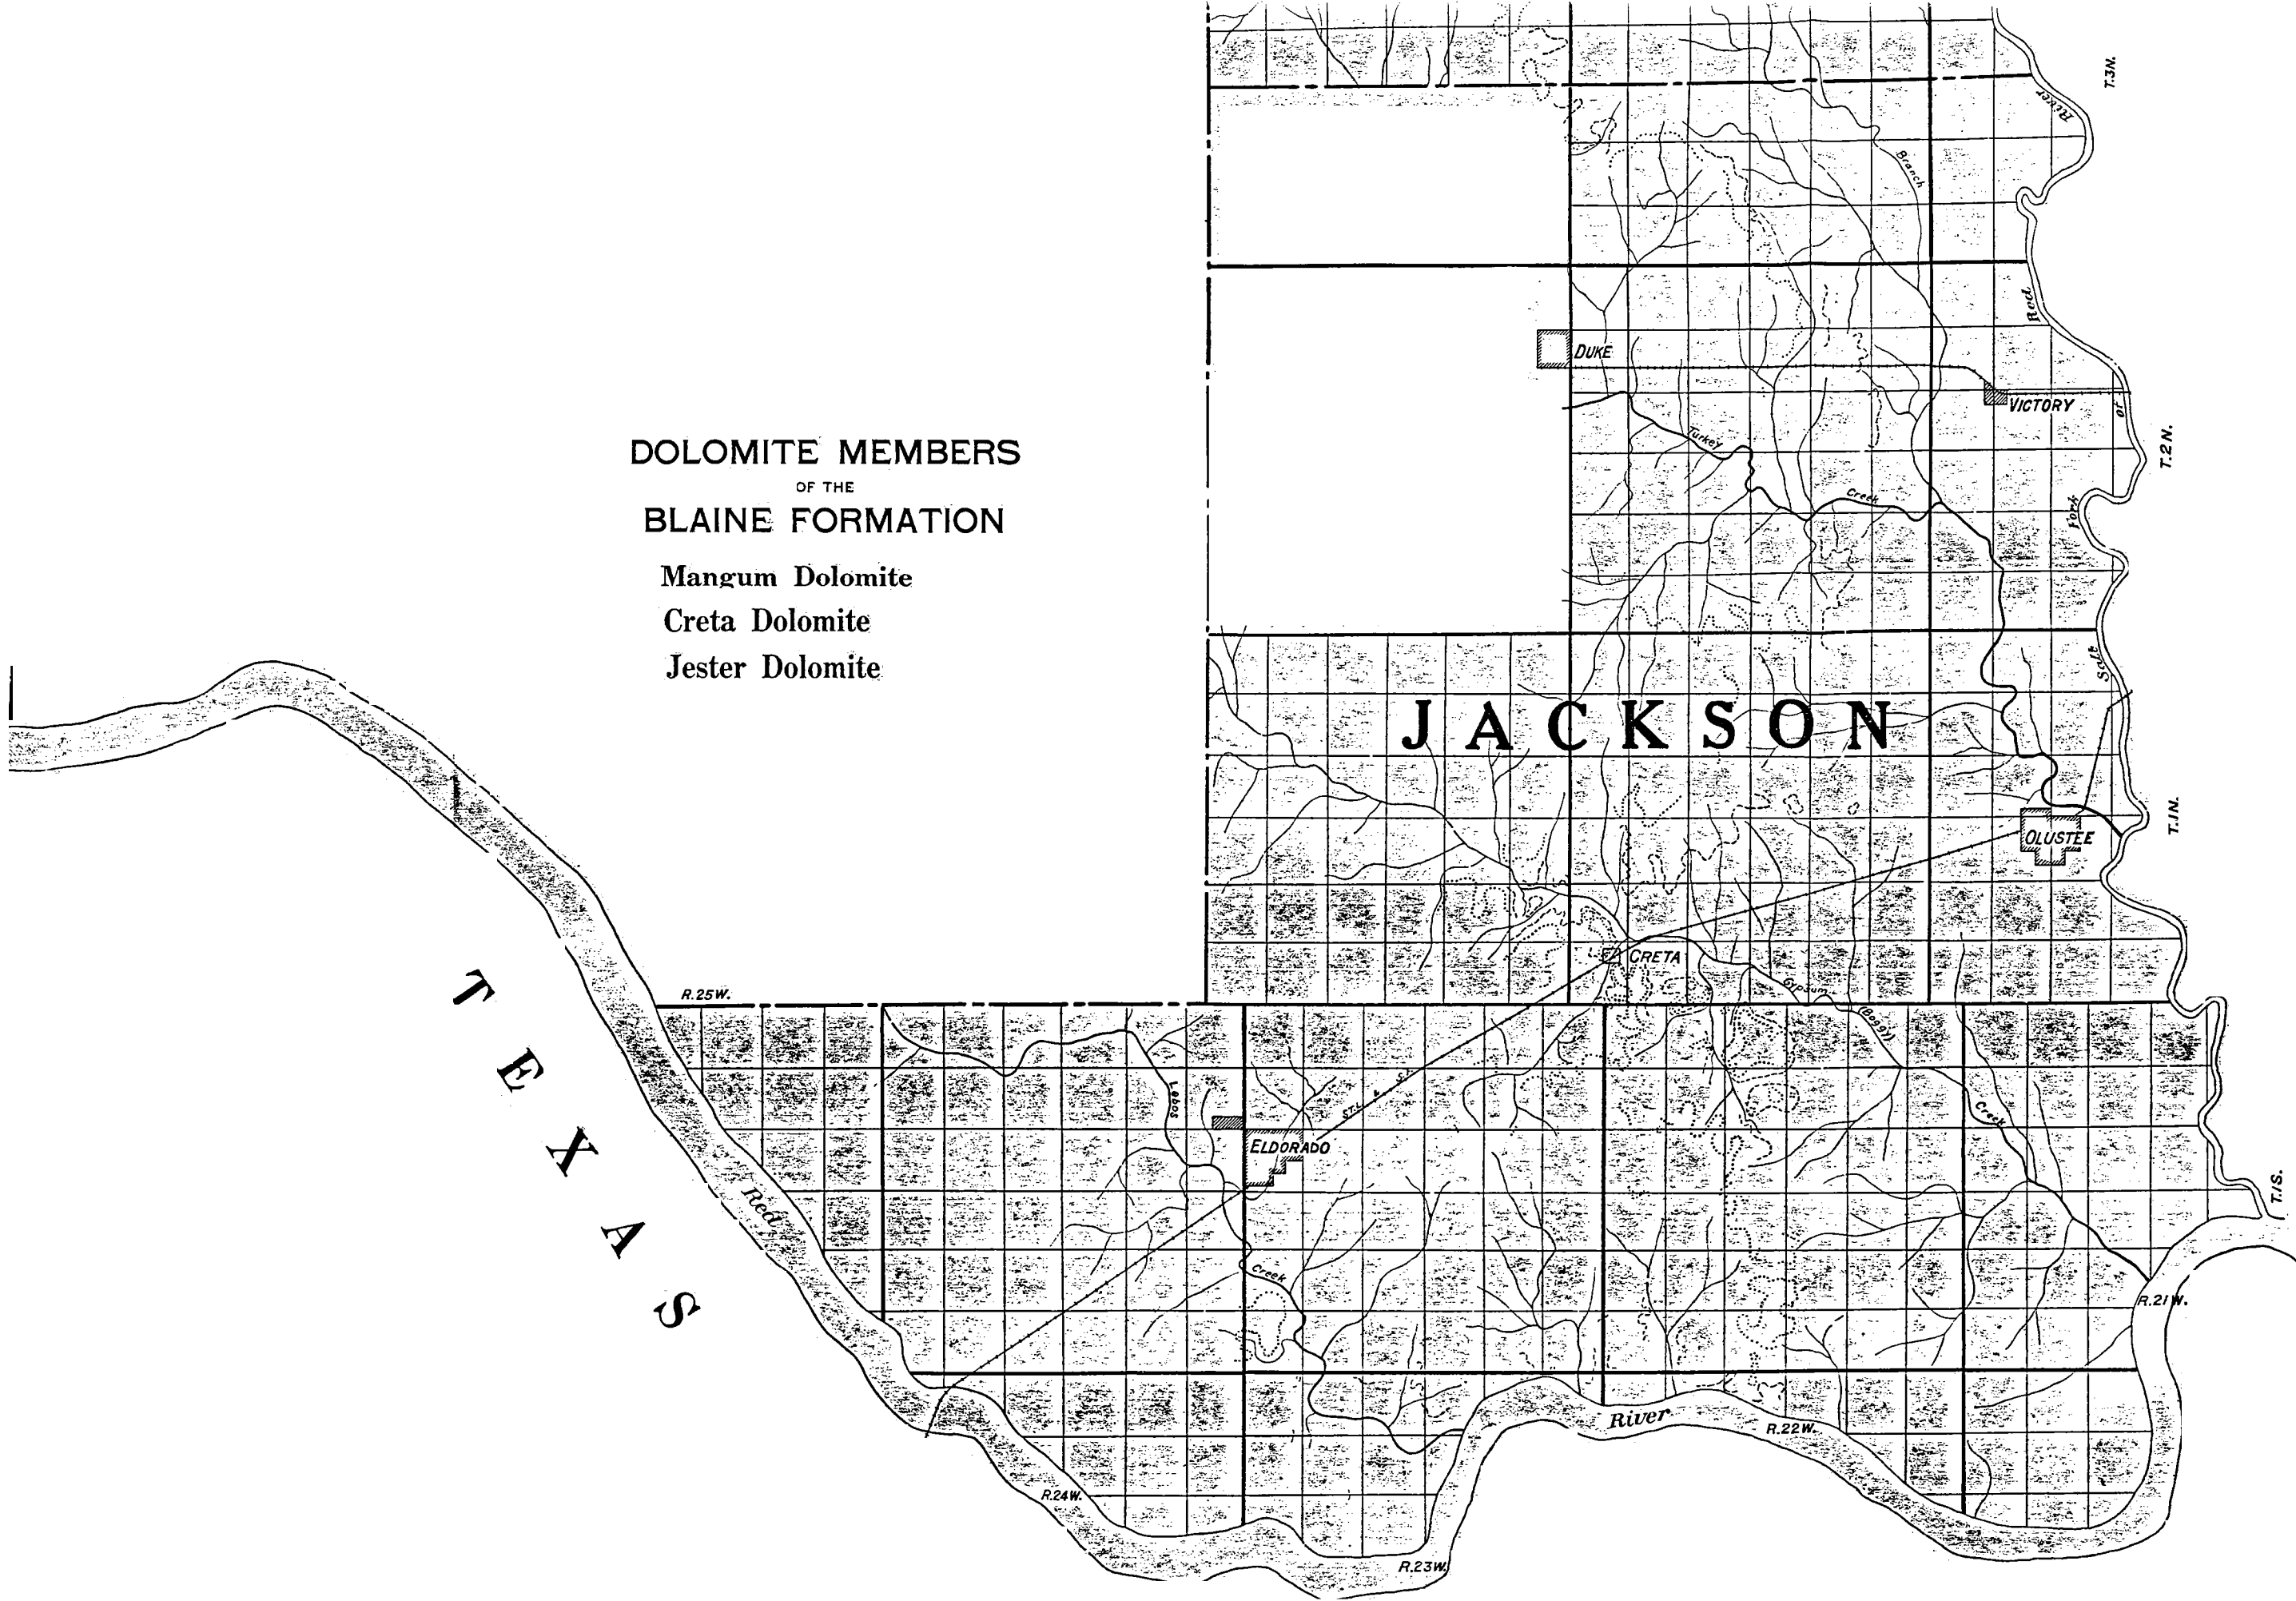 T.3N.
River
Branch
Red
DUKE
VICTORY
or
DOLOMITE MEMBERS
OF THE
BLAINE FORMATION
Mangum Dolomite
Creta Dolomite
Jester Dolomite
Turkey
Creek
T.2N.
Fork
Salt
JACKSON
T.1N.
OLUSTEE
CRETA
TEXAS
R.25W.
Gypsum
(Boggy)
Creek
ELDORADO
T.1S.
Red
Creek
R.21W.
River
R.22W.
R.24W.
R.23W.